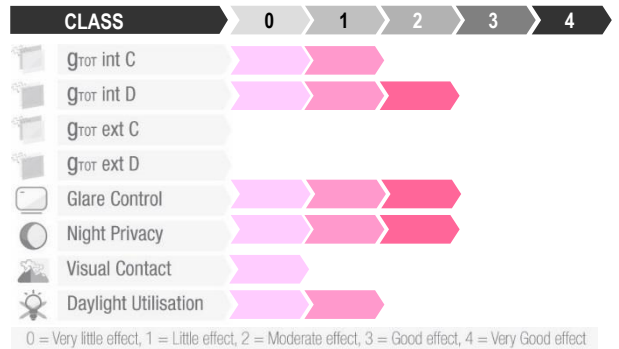 CLASS 0 1 2 3 4
gTOT int C
gTOT int D
gTOT ext C
gTOT ext D
Glare Control
Night Privacy
Visual Contact
Daylight Utilisation
0 = Very little effect, 1 = Little effect, 2 = Moderate effect, 3 = Good effect, 4 = Very Good effect